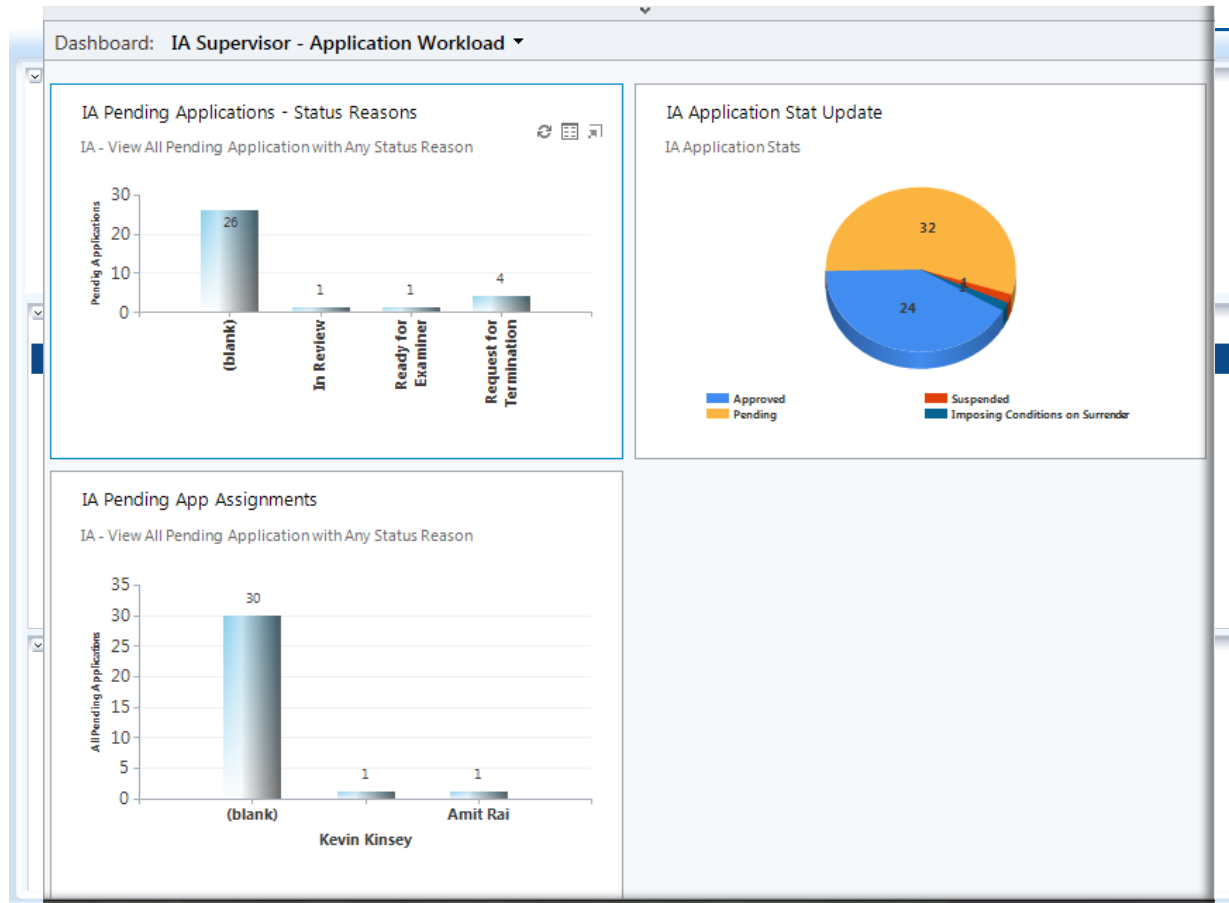 Dashboard: IA Supervisor - Application Workload
IA Pending Applications - Status Reasons
IA - View All Pending Application with Any Status Reason
Pendig Applications
30
20
10
0
26
1
1
4
(blank)
In Review
Ready for
Examiner
Request for
Termination
IA Application Stat Update
IA Application Stats
32
1
24
Approved
Suspended
Pending
Imposing Conditions on Surrender
IA Pending App Assignments
IA - View All Pending Application with Any Status Reason
All Pending Applications
35
30
25
20
15
10
5
0
30
1
1
(blank)
Amit Rai
Kevin Kinsey